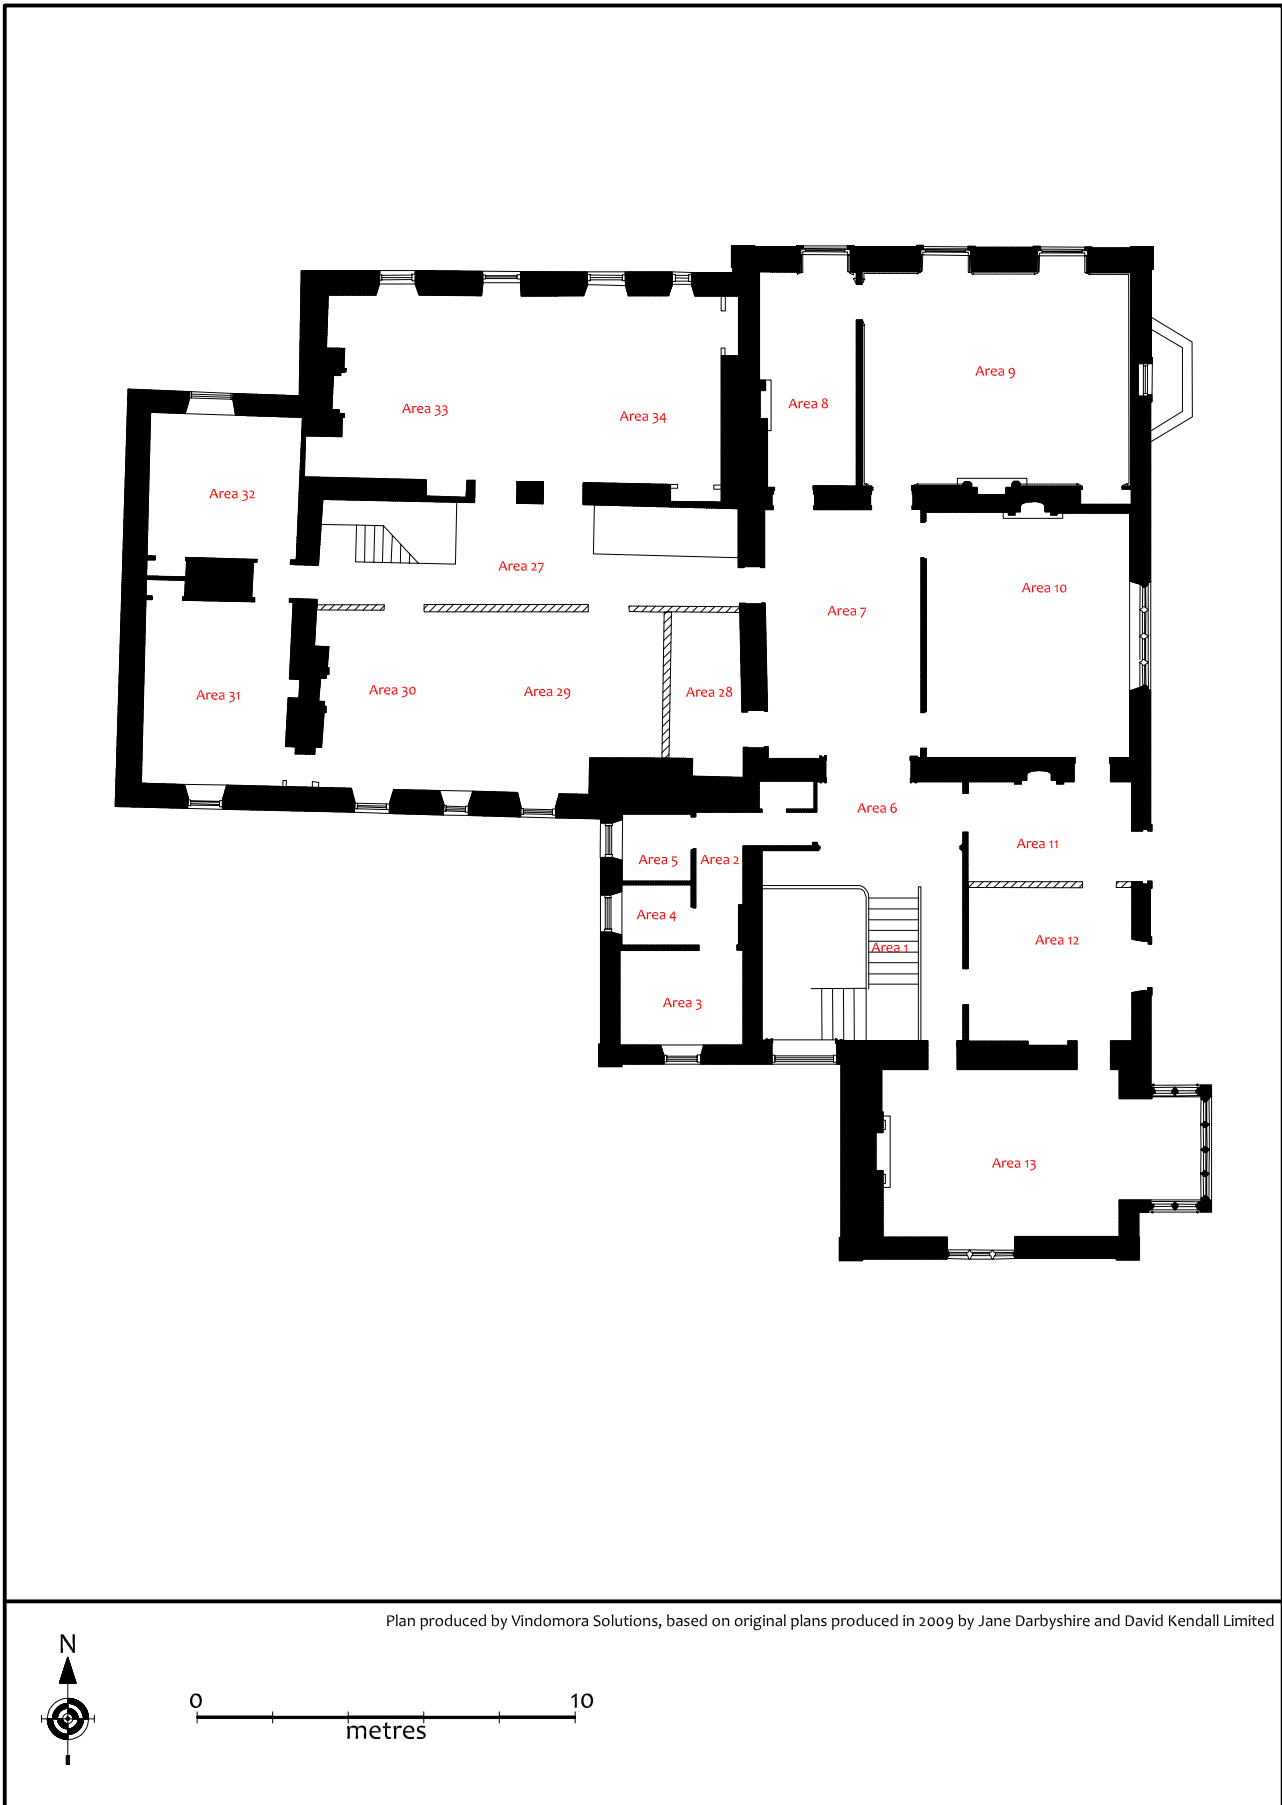 Area 9
Area 8
Area 33
Area 34
Area 32
Area 27
Area 10
Area 7
Area 31
Area 30
Area 29
Area 28
Area 6
Area 11
Area 5
Area 2
Area 4
Area 1
Area 12
Area 3
Area 13
Plan produced by Vindomora Solutions, based on original plans produced in 2009 by Jane Darbyshire and David Kendall Limited
N
0
10
metres